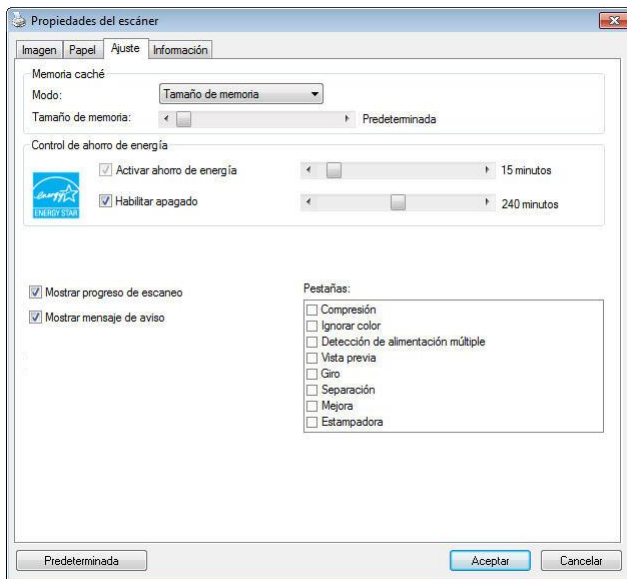 Propiedades del escáner
Imagen Papel Ajuste Información
Memoria caché
Modo: Tamaño de memoria
Tamaño de memoria: Predeterminada
Control de ahorro de energía
Activar ahorro de energía 15 minutos
energy
ENERGY STAR
Habilitar apagado 240 minutos
Mostrar progreso de escaneo
Mostrar mensaje de aviso
Pestañas:
Compresión
Ignorar color
Detección de alimentación múltiple
Vista previa
Giro
Separación
Mejora
Estampadora
Predeterminada Aceptar Cancelar